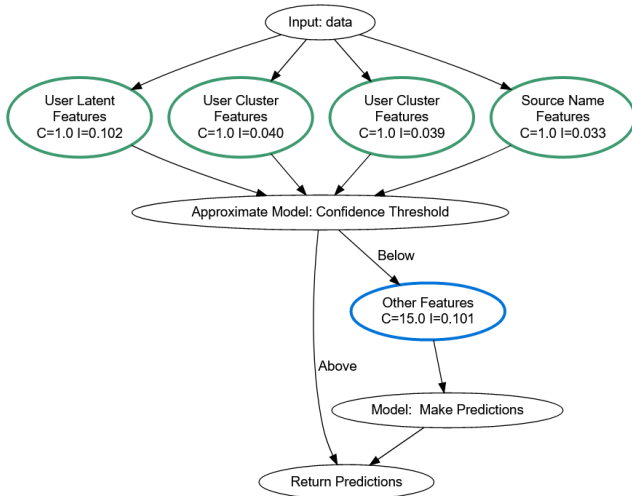 Input: data
User Latent
Features
C=1.0 I=0.102
User Cluster
Features
C=1.0 I=0.040
User Cluster
Features
C=1.0 I=0.039
Source Name
Features
C=1.0 I=0.033
Approximate Model: Confidence Threshold
Below
Other Features
C=15.0 I=0.101
Above
Model:  Make Predictions
Return Predictions